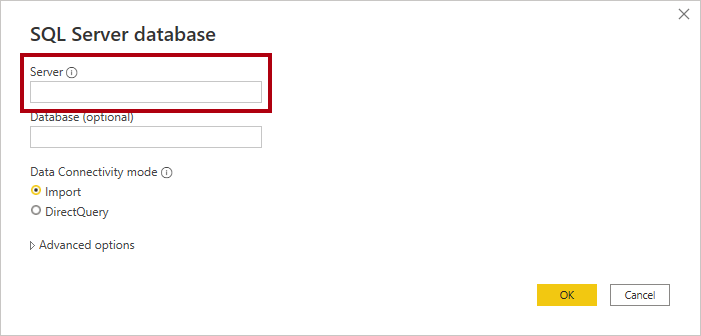 SQL Server database
Server
Database (optional)
Data Connectivity mode
Import
DirectQuery
Advanced options
OK
Cancel